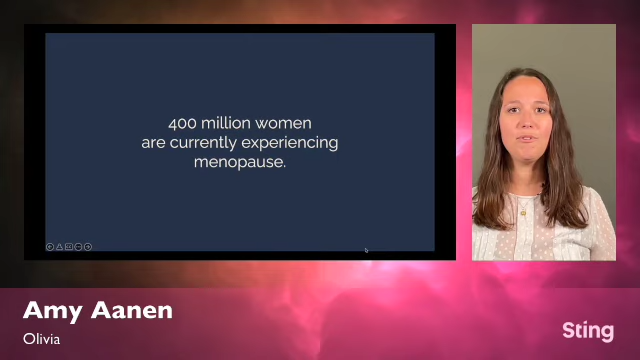 400 million women
are currently experiencing
menopause.
Amy Aanen
Olivia
Sting